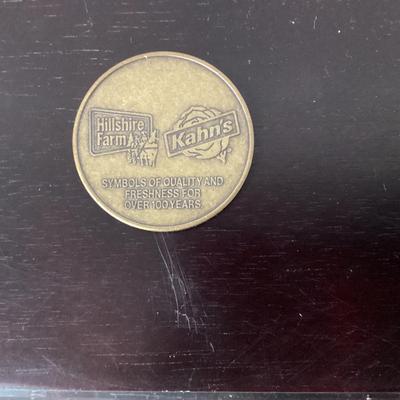 Hillshire
Farm
Kahn's
SYMBOLS OF QUALITY AND
FRESHNESS FOR
OVER 100 YEARS